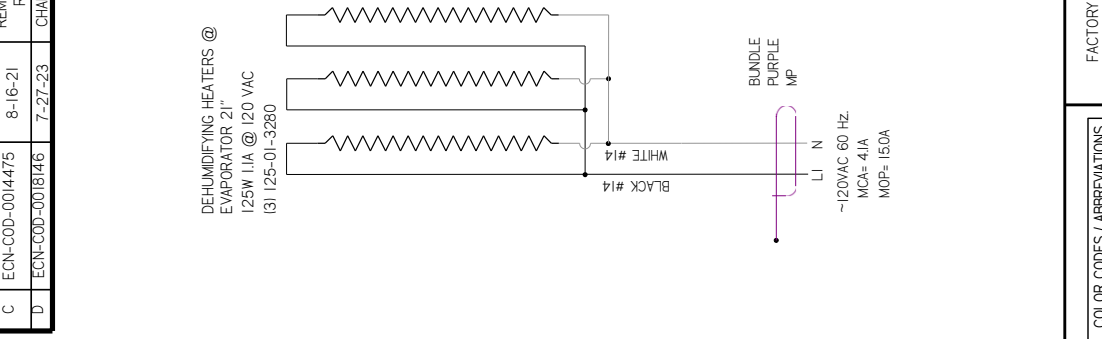 C ECN-COD-0014475 8-16-21 REM
D ECN-COD-0018146 7-27-23 CHA
DEHUMIDIFYING HEATERS @
EVAPORATOR 21"
125W 1.1A @ 120 VAC
(3) 125-01-3280
WHITE #14
BLACK #14
BUNDLE
PURPLE
MP
L1 N
~120VAC 60 Hz.
MCA= 4.1A
MOP= 15.0A
FACTORY
COLOR CODES / ABBREVIATIONS